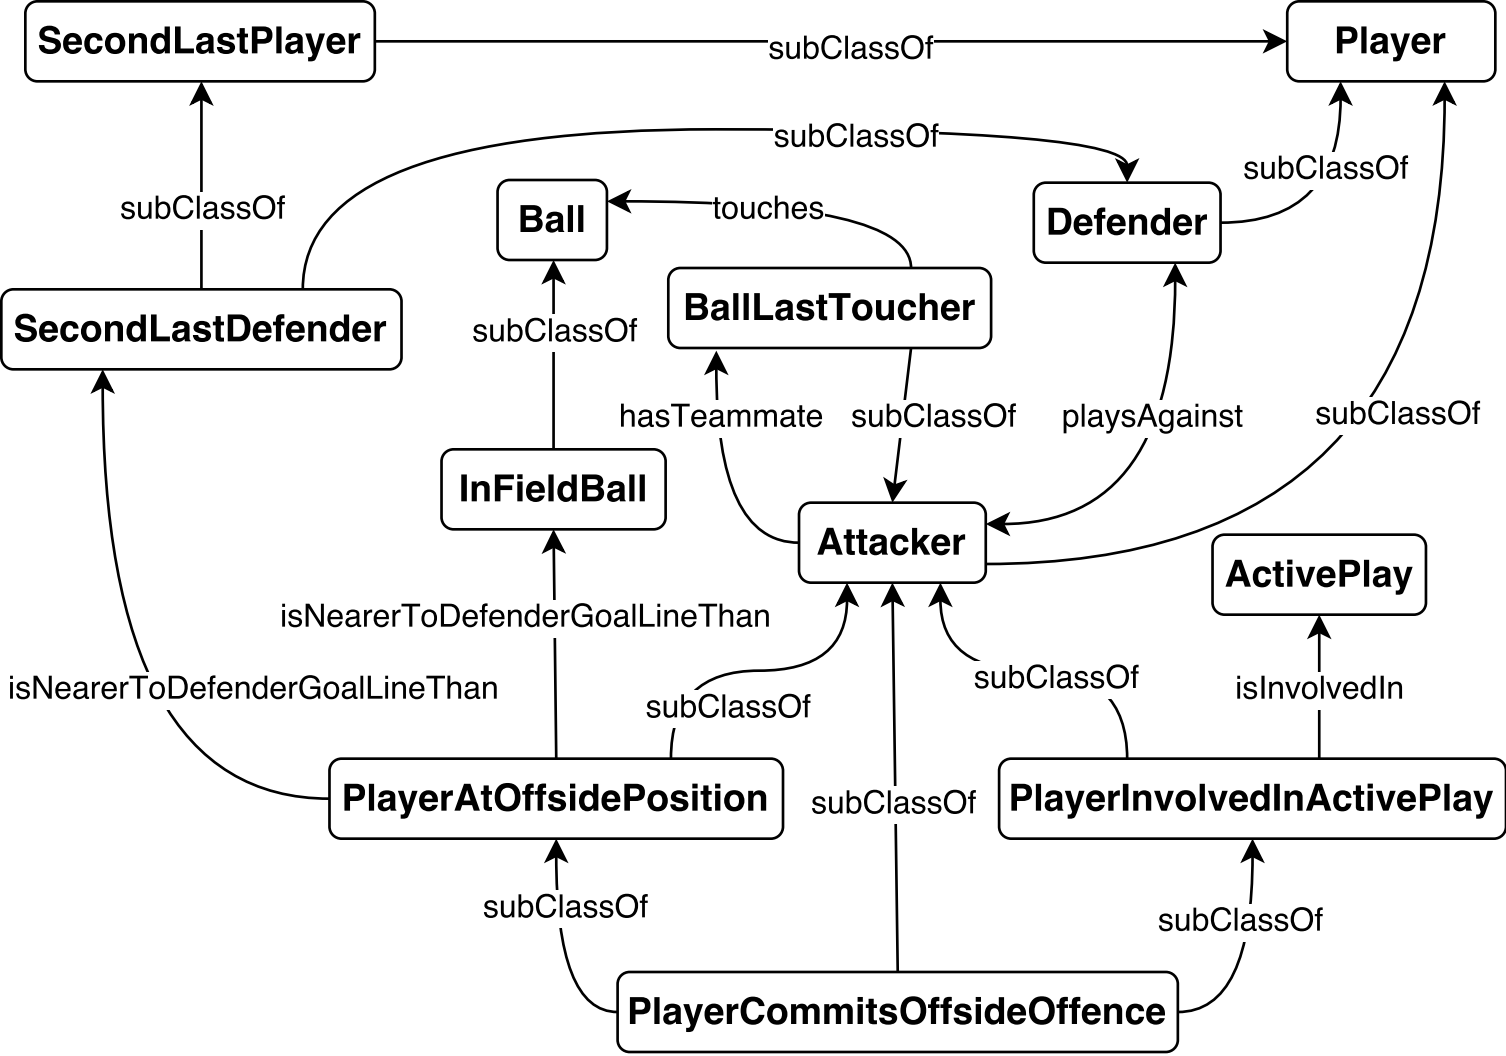 SecondLastPlayer
subClassOf
Player
subClassOf
subClassOf
subClassOf
Ball
touches
Defender
SecondLastDefender
subClassOf
BallLastToucher
hasTeammate
subClassOf
playsAgainst
subClassOf
InFieldBall
Attacker
ActivePlay
isNearerToDefenderGoalLineThan
isNearerToDefenderGoalLineThan
subClassOf
subClassOf
isInvolvedIn
PlayerAtOffsidePosition
subClassOf
PlayerInvolvedInActivePlay
subClassOf
subClassOf
PlayerCommitsOffsideOffence